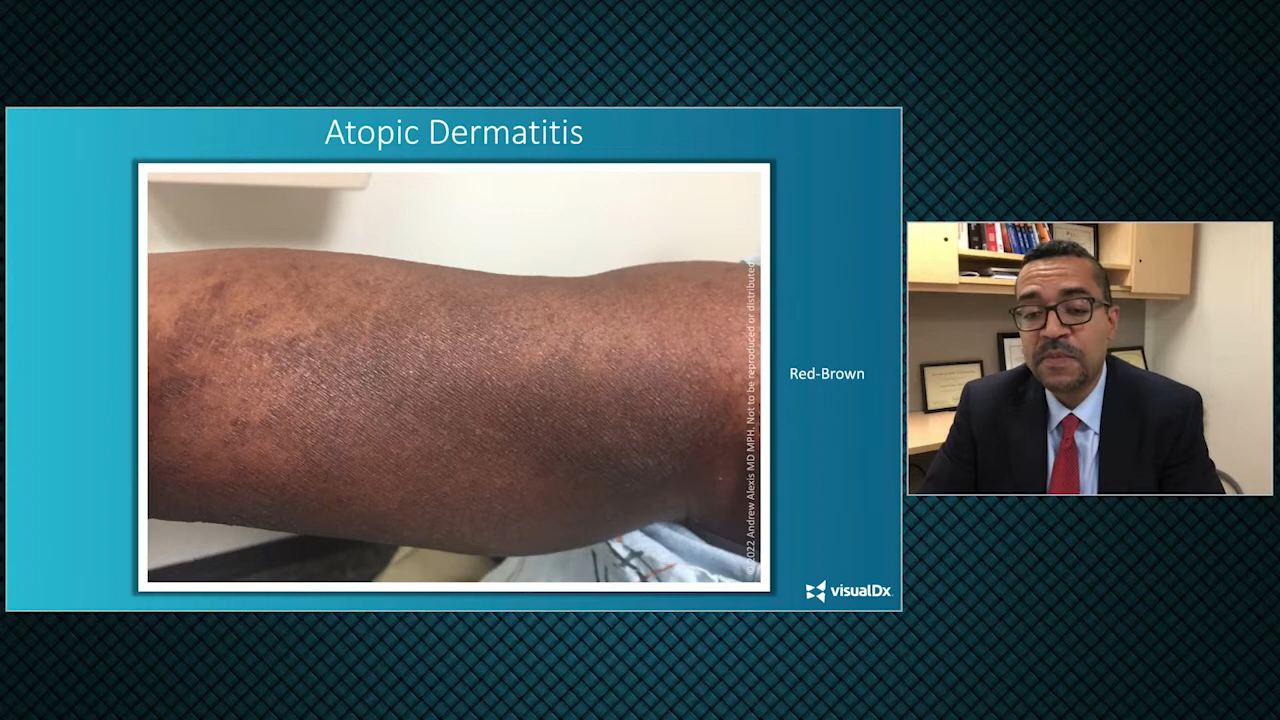 Atopic Dermatitis
© 2022 Andrew Alexis MD MPH. Not to be reproduced or distributed
Red-Brown
visualDx